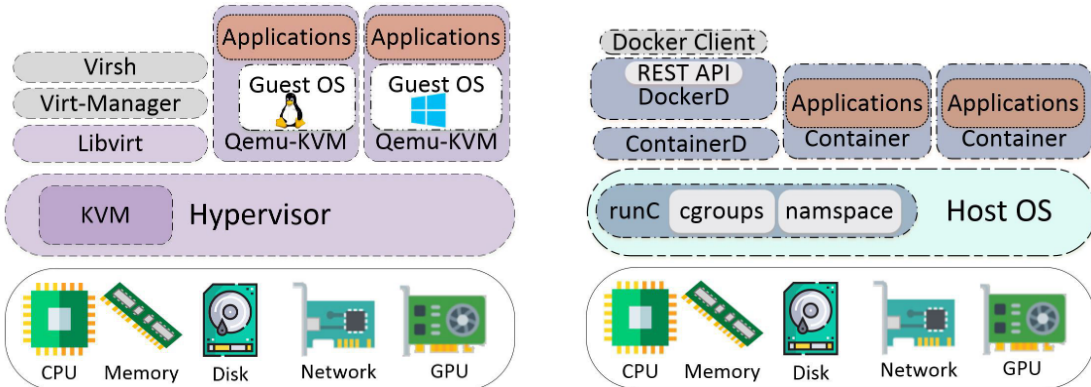 Virsh
Virt-Manager
Libvirt
Applications
Guest OS
Qemu-KVM
Applications
Guest OS
Qemu-KVM
KVM
Hypervisor
CPU
Memory
Disk
Network
GPU
Docker Client
REST API
DockerD
ContainerD
Applications
Container
Applications
Container
runC
cgroups
namspace
Host OS
CPU
Memory
Disk
Network
GPU